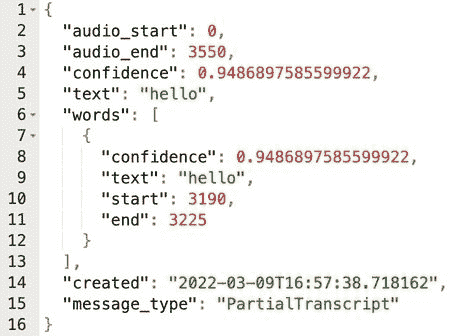 1 {
2 "audio_start": 0,
3 "audio_end": 3550,
4 "confidence": 0.9486897585599922,
5 "text": "hello",
6 "words": [
7 {
8 "confidence": 0.9486897585599922,
9 "text": "hello",
10 "start": 3190,
11 "end": 3225
12 }
13 ],
14 "created": "2022-03-09T16:57:38.718162",
15 "message_type": "PartialTranscript"
16 }